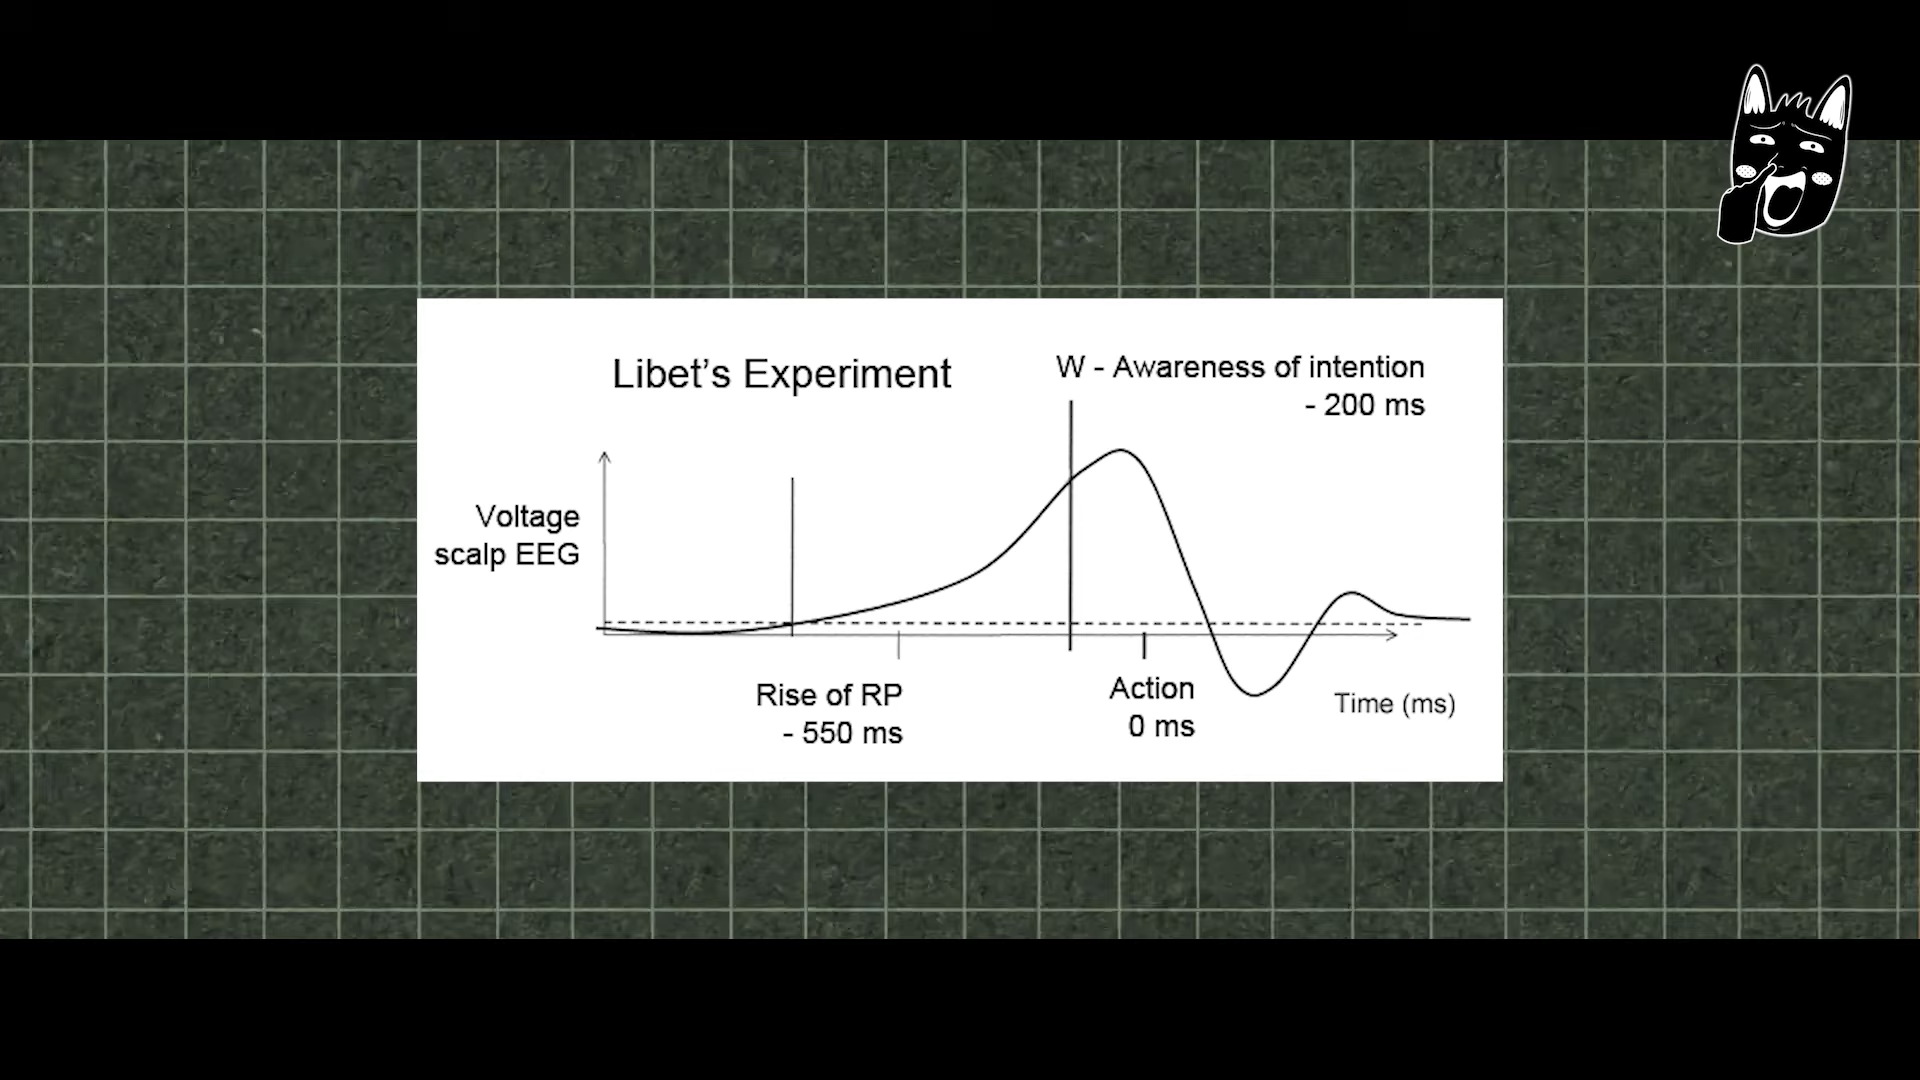 Libet's Experiment
W - Awareness of intention
- 200 ms
Voltage
scalp EEG
Rise of RP
- 550 ms
Action
0 ms
Time (ms)